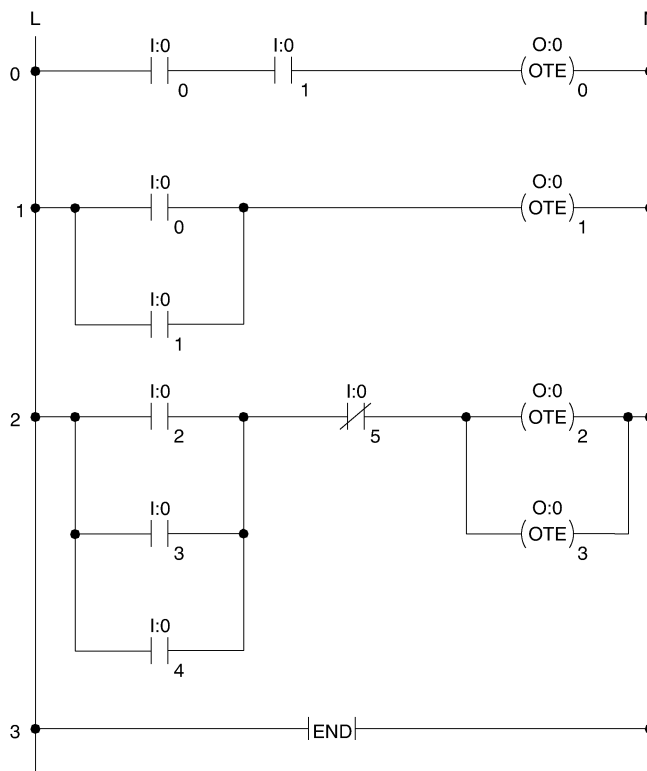 L
I:0 I:0 O:0
0 0 1 (OTE) 0
I:0 O:0
1 0 (OTE) 1
I:0
1
I:0 I:0 O:0
2 2 5 (OTE) 2
I:0 O:0
3 (OTE) 3
I:0
4
3 END